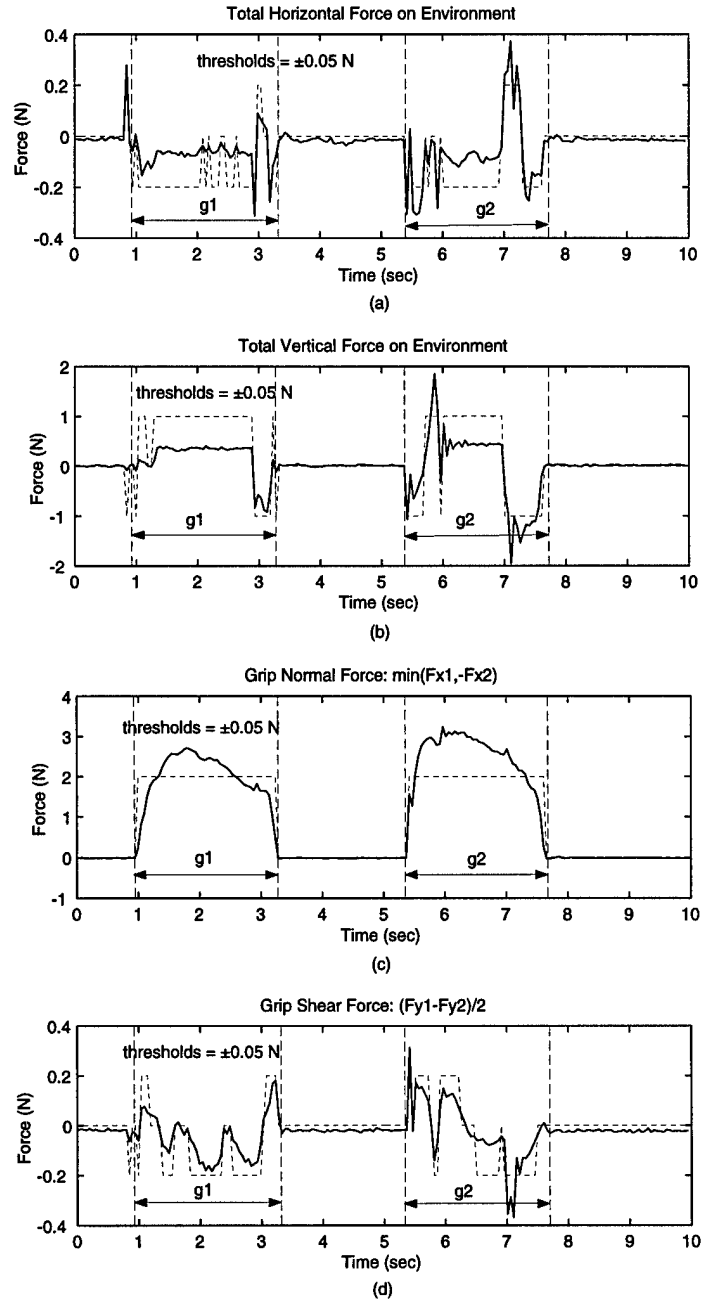 Total Horizontal Force on Environment
0.4
thresholds = ±0.05 N
0.2
Force (N)
0
-0.2
g1
g2
-0.4
0 1 2 3 4 5 6 7 8 9 10
Time (sec)
(a)
Total Vertical Force on Environment
2
thresholds = ±0.05 N
1
Force (N)
0
-1
g1
g2
-2
0 1 2 3 4 5 6 7 8 9 10
Time (sec)
(b)
Grip Normal Force: min(Fx1,-Fx2)
4
thresholds = ±0.05 N
3
2
Force (N)
1
0
g1
g2
-1
0 1 2 3 4 5 6 7 8 9 10
Time (sec)
(c)
Grip Shear Force: (Fy1-Fy2)/2
0.4
thresholds = ±0.05 N
0.2
Force (N)
0
-0.2
g1
g2
-0.4
0 1 2 3 4 5 6 7 8 9 10
Time (sec)
(d)